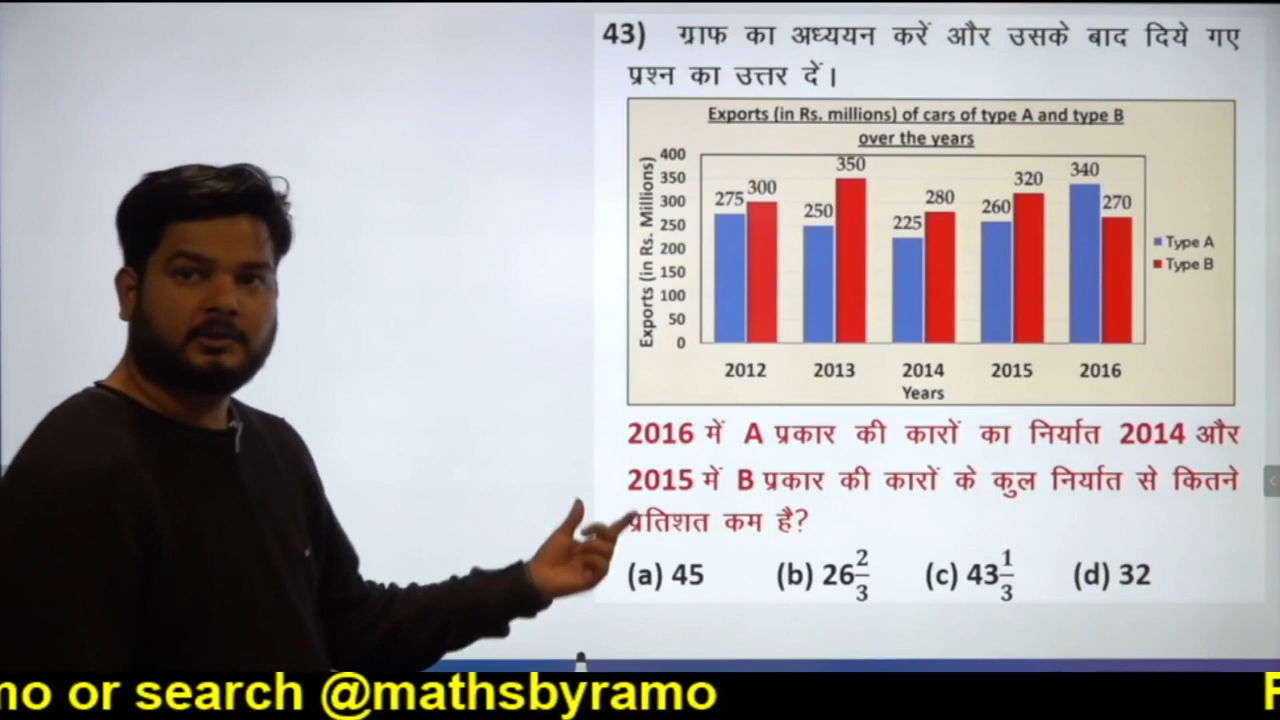 43) ग्राफ का अध्ययन करें और उसके बाद दिये गए
प्रश्न का उत्तर दें।
Exports (in Rs. millions) of cars of type A and type B
over the years
Exports (in Rs. Millions)
400
350
300
250
200
150
100
50
0
275 300
250 350
225 280
260 320
340 270
Type A
Type B
2012 2013 2014 2015 2016
Years
2016 में A प्रकार की कारों का निर्यात 2014 और
2015 में B प्रकार की कारों के कुल निर्यात से कितने
प्रतिशत कम है?
(a) 45 (b) 26 2/3 (c) 43 1/3 (d) 32
mo or search @mathsbyramo